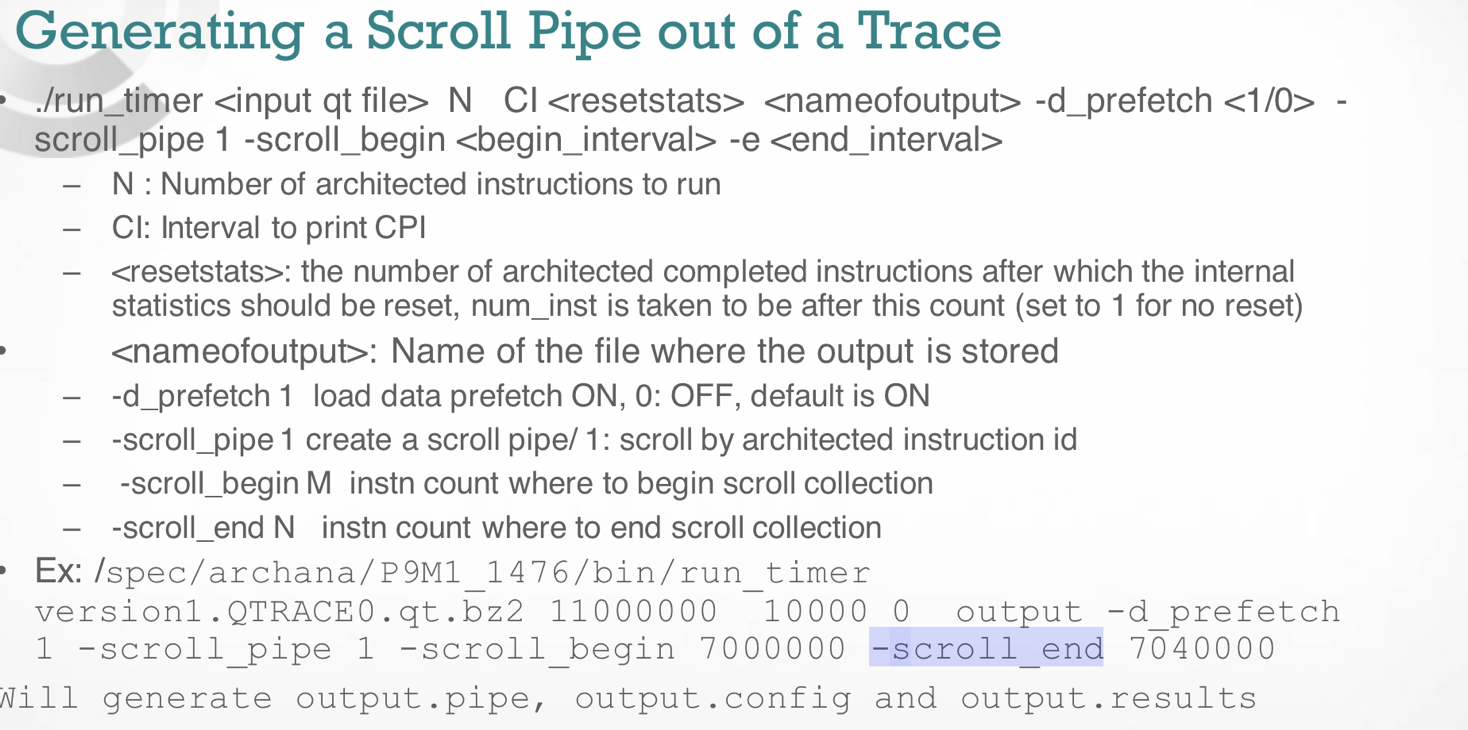 Generating a Scroll Pipe out of a Trace
• ./run_timer <input qt file> N CI <resetstats> <nameofoutput> -d_prefetch <1/0> -
scroll_pipe 1 -scroll_begin <begin_interval> -e <end_interval>
– N : Number of architected instructions to run
– CI: Interval to print CPI
– <resetstats>: the number of architected completed instructions after which the internal
statistics should be reset, num_inst is taken to be after this count (set to 1 for no reset)
• <nameofoutput>: Name of the file where the output is stored
– -d_prefetch 1 load data prefetch ON, 0: OFF, default is ON
– -scroll_pipe 1 create a scroll pipe/ 1: scroll by architected instruction id
– -scroll_begin M instn count where to begin scroll collection
– -scroll_end N instn count where to end scroll collection
• Ex: /spec/archana/P9M1_1476/bin/run_timer
version1.QTRACE0.qt.bz2 11000000 10000 0 output -d_prefetch
1 -scroll_pipe 1 -scroll_begin 7000000 -scroll_end 7040000
Will generate output.pipe, output.config and output.results